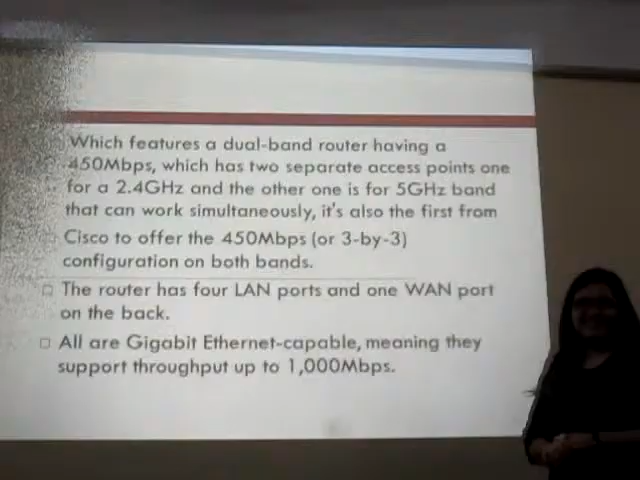 Which features a dual-band router having a
450Mbps, which has two separate access points one
for a 2.4GHz and the other one is for 5GHz band
that can work simultaneously, it's also the first from
Cisco to offer the 450Mbps (or 3-by-3)
configuration on both bands.
The router has four LAN ports and one WAN port
on the back.
All are Gigabit Ethernet-capable, meaning they
support throughput up to 1,000Mbps.